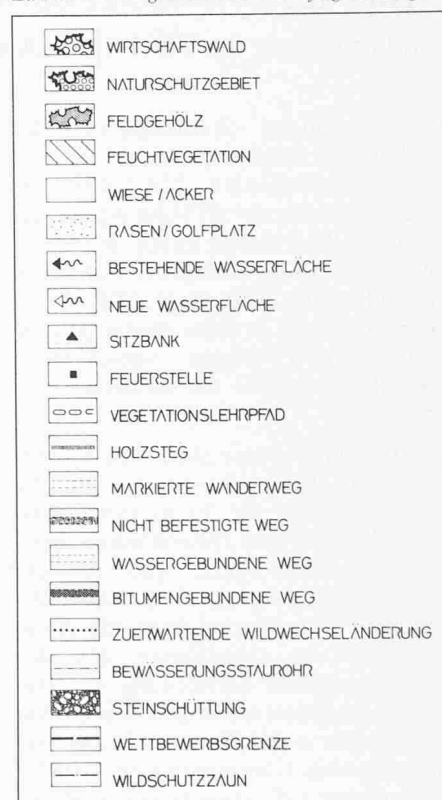 WIRTSCHAFTSWALD
NATURSCHUTZGEBIET
FELDGEHÖLZ
FEUCHTVEGETATION
WIESE / ACKER
RASEN / GOLFPLATZ
BESTEHENDE WASSERFLÄCHE
NEUE WASSERFLÄCHE
SITZBANK
FEUERSTELLE
VEGETATIONSLEHRPFAD
HOLZSTEG
MARKIERTE WANDERWEG
NICHT BEFESTIGTE WEG
WASSERGEBUNDENE WEG
BITUMENGEBUNDENE WEG
ZUERWARTENDE WILDWECHSELÄNDERUNG
BEWÄSSERUNGSSTAUROHR
STEINSCHÜTTUNG
WETTBEWERBSGRENZE
WILDSCHUTZZAUN